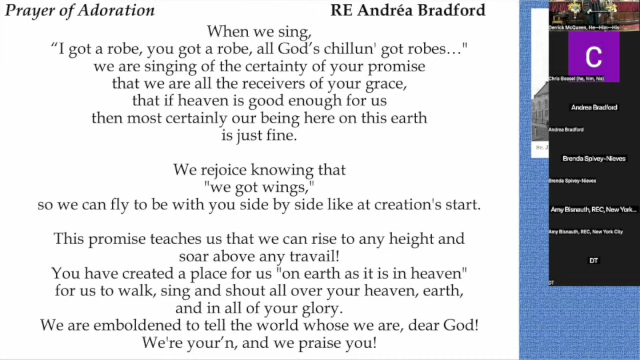 Prayer of Adoration RE Andréa Bradford
When we sing,
“I got a robe, you got a robe, all God’s chillun' got robes…"
we are singing of the certainty of your promise
that we are all the receivers of your grace,
that if heaven is good enough for us
then most certainly our being here on this earth
is just fine.
We rejoice knowing that
"we got wings,"
so we can fly to be with you side by side like at creation's start.
This promise teaches us that we can rise to any height and
soar above any travail!
You have created a place for us "on earth as it is in heaven"
for us to walk, sing and shout all over your heaven, earth,
and in all of your glory.
We are emboldened to tell the world whose we are, dear God!
We're your'n, and we praise you!
Derrick McQueen, He~Him~His
C
Chris Bossel (he, him, his)
Andrea Bradford
Andrea Bradford
Brenda Spivey-Nieves
Brenda Spivey-Nieves
Amy Bisnauth, REC, New York...
Amy Bisnauth, REC, New York City
DT
DT